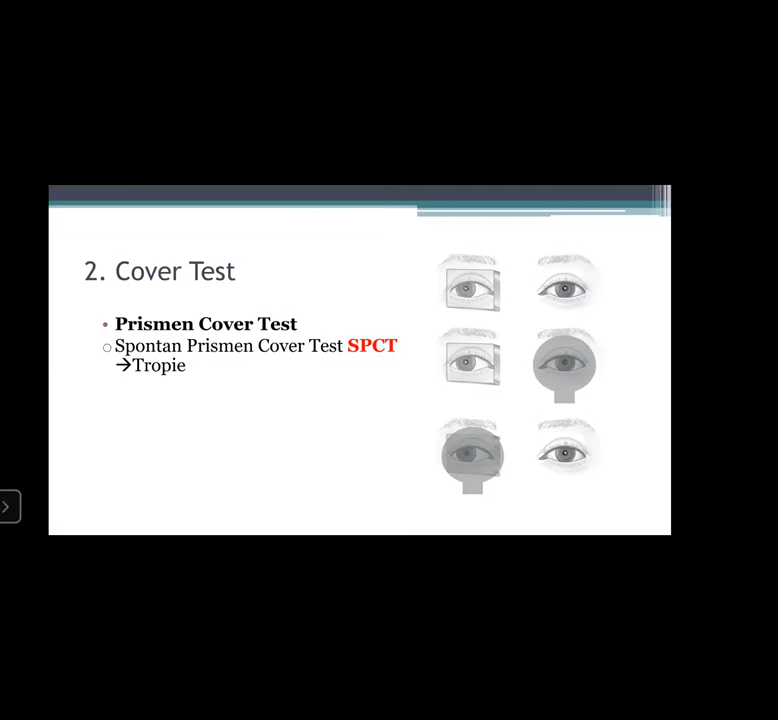 2. Cover Test
• Prismen Cover Test
○ Spontan Prismen Cover Test SPCT
→Tropie